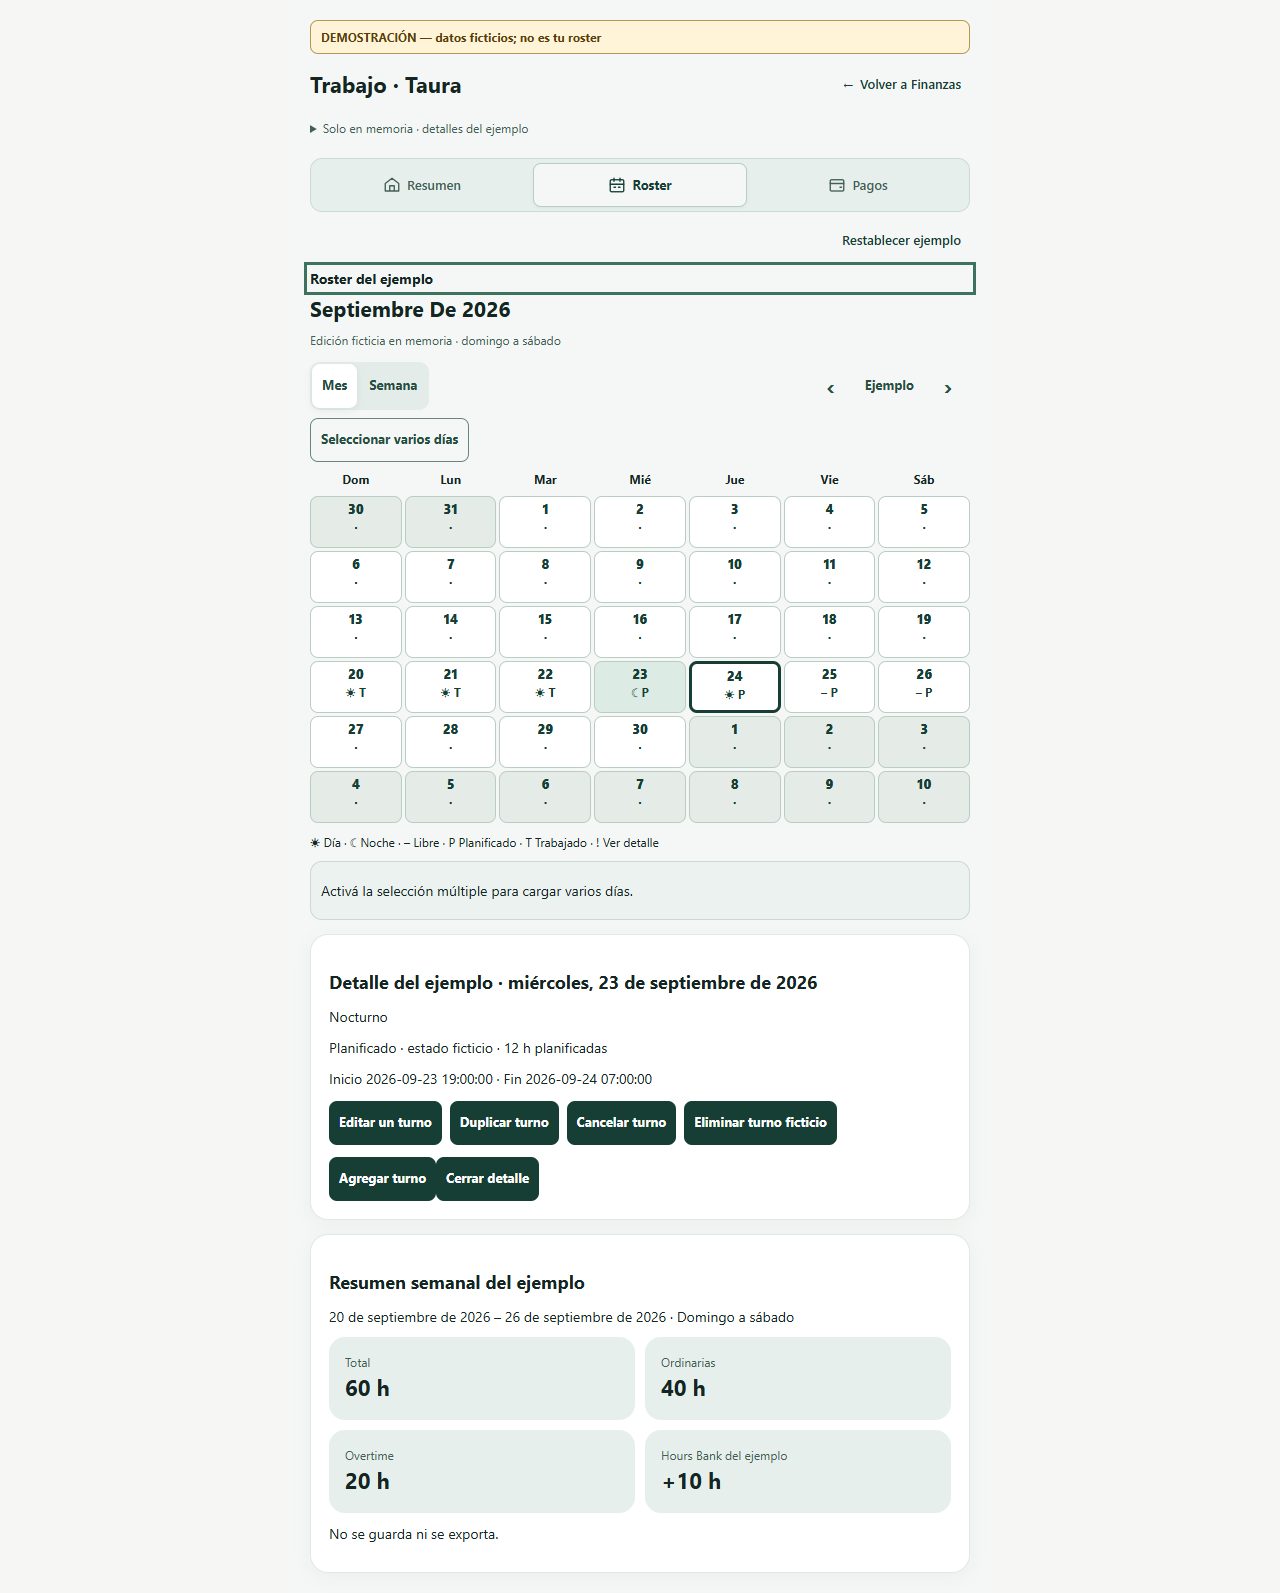 DEMOSTRACIÓN — datos ficticios; no es tu roster
Trabajo · Taura
← Volver a Finanzas
▶ Solo en memoria · detalles del ejemplo
Resumen
Roster
Pagos
Restablecer ejemplo
Roster del ejemplo
Septiembre De 2026
Edición ficticia en memoria · domingo a sábado
Mes Semana
‹ Ejemplo ›
Seleccionar varios días
Dom Lun Mar Mié Jue Vie Sáb
30 31 1 2 3 4 5
· · · · · · ·
6 7 8 9 10 11 12
· · · · · · ·
13 14 15 16 17 18 19
· · · · · · ·
20 21 22 23 24 25 26
☀ T ☀ T ☀ T ☾ P ☀ P – P – P
27 28 29 30 1 2 3
· · · · · · ·
4 5 6 7 8 9 10
· · · · · · ·
☀ Día · ☾ Noche · – Libre · P Planificado · T Trabajado · ! Ver detalle
Activá la selección múltiple para cargar varios días.
Detalle del ejemplo · miércoles, 23 de septiembre de 2026
Nocturno
Planificado · estado ficticio · 12 h planificadas
Inicio 2026-09-23 19:00:00 · Fin 2026-09-24 07:00:00
Editar un turno Duplicar turno Cancelar turno Eliminar turno ficticio
Agregar turno Cerrar detalle
Resumen semanal del ejemplo
20 de septiembre de 2026 – 26 de septiembre de 2026 · Domingo a sábado
Total
60 h
Ordinarias
40 h
Overtime
20 h
Hours Bank del ejemplo
+10 h
No se guarda ni se exporta.